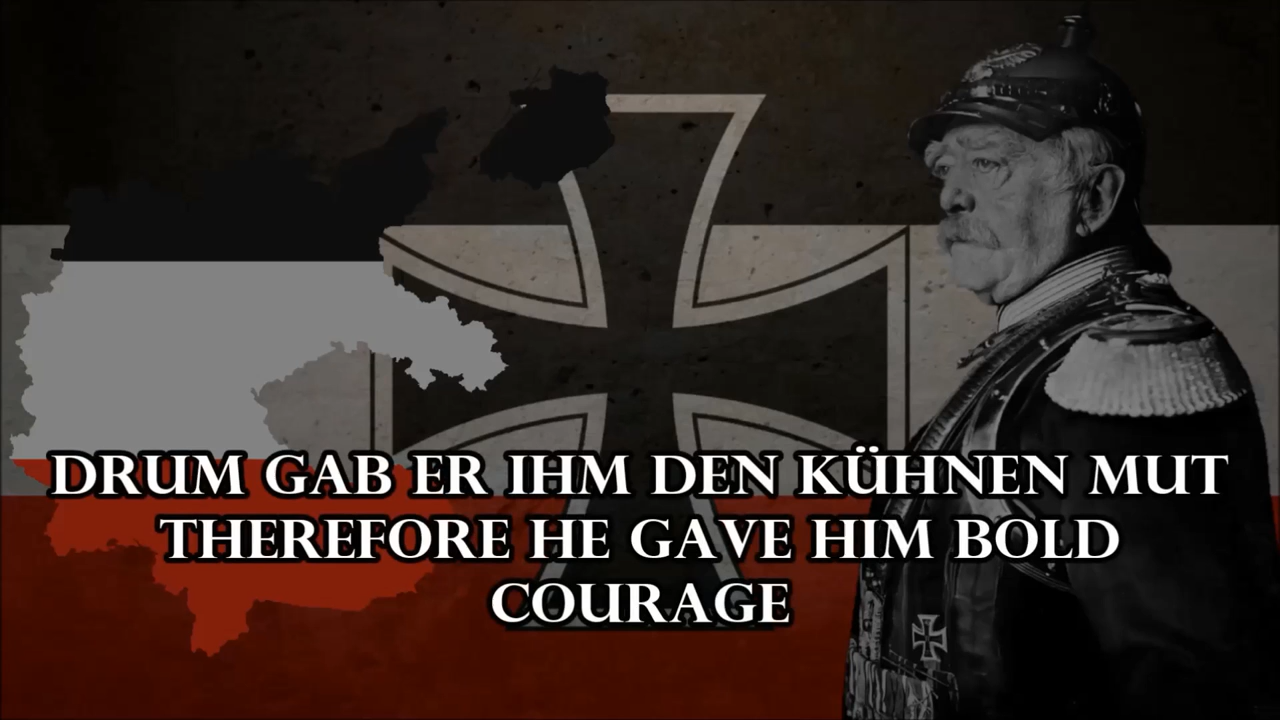 DRUM GAB ER IHM DEN KÜHNEN MUT
THEREFORE HE GAVE HIM BOLD
COURAGE